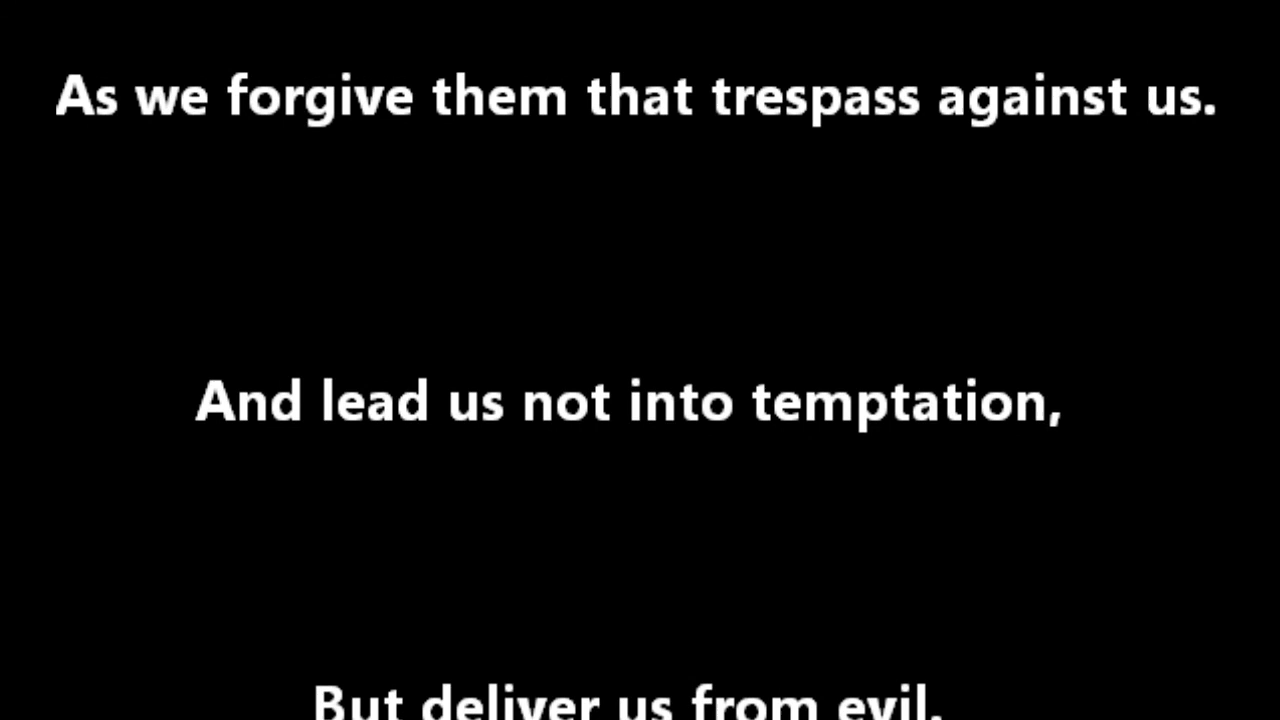 As we forgive them that trespass against us.
And lead us not into temptation,
But deliver us from evil.